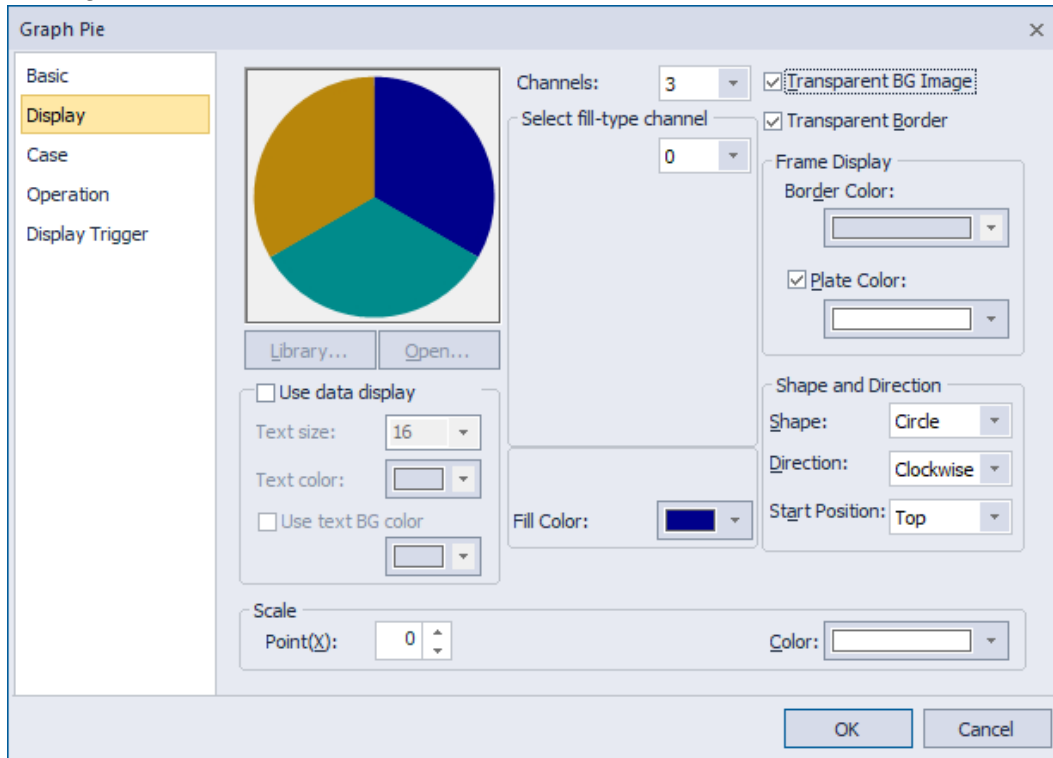 Graph Pie
Basic
Display
Case
Operation
Display Trigger
Channels:
3
Select fill-type channel
0
Library...
Open...
Use data display
Text size:
16
Text color:
Use text BG color
Fill Color:
Transparent BG Image
Transparent Border
Frame Display
Border Color:
Plate Color:
Shape and Direction
Shape:
Circle
Direction:
Clockwise
Start Position:
Top
Scale
Point(X):
0
Color:
OK
Cancel